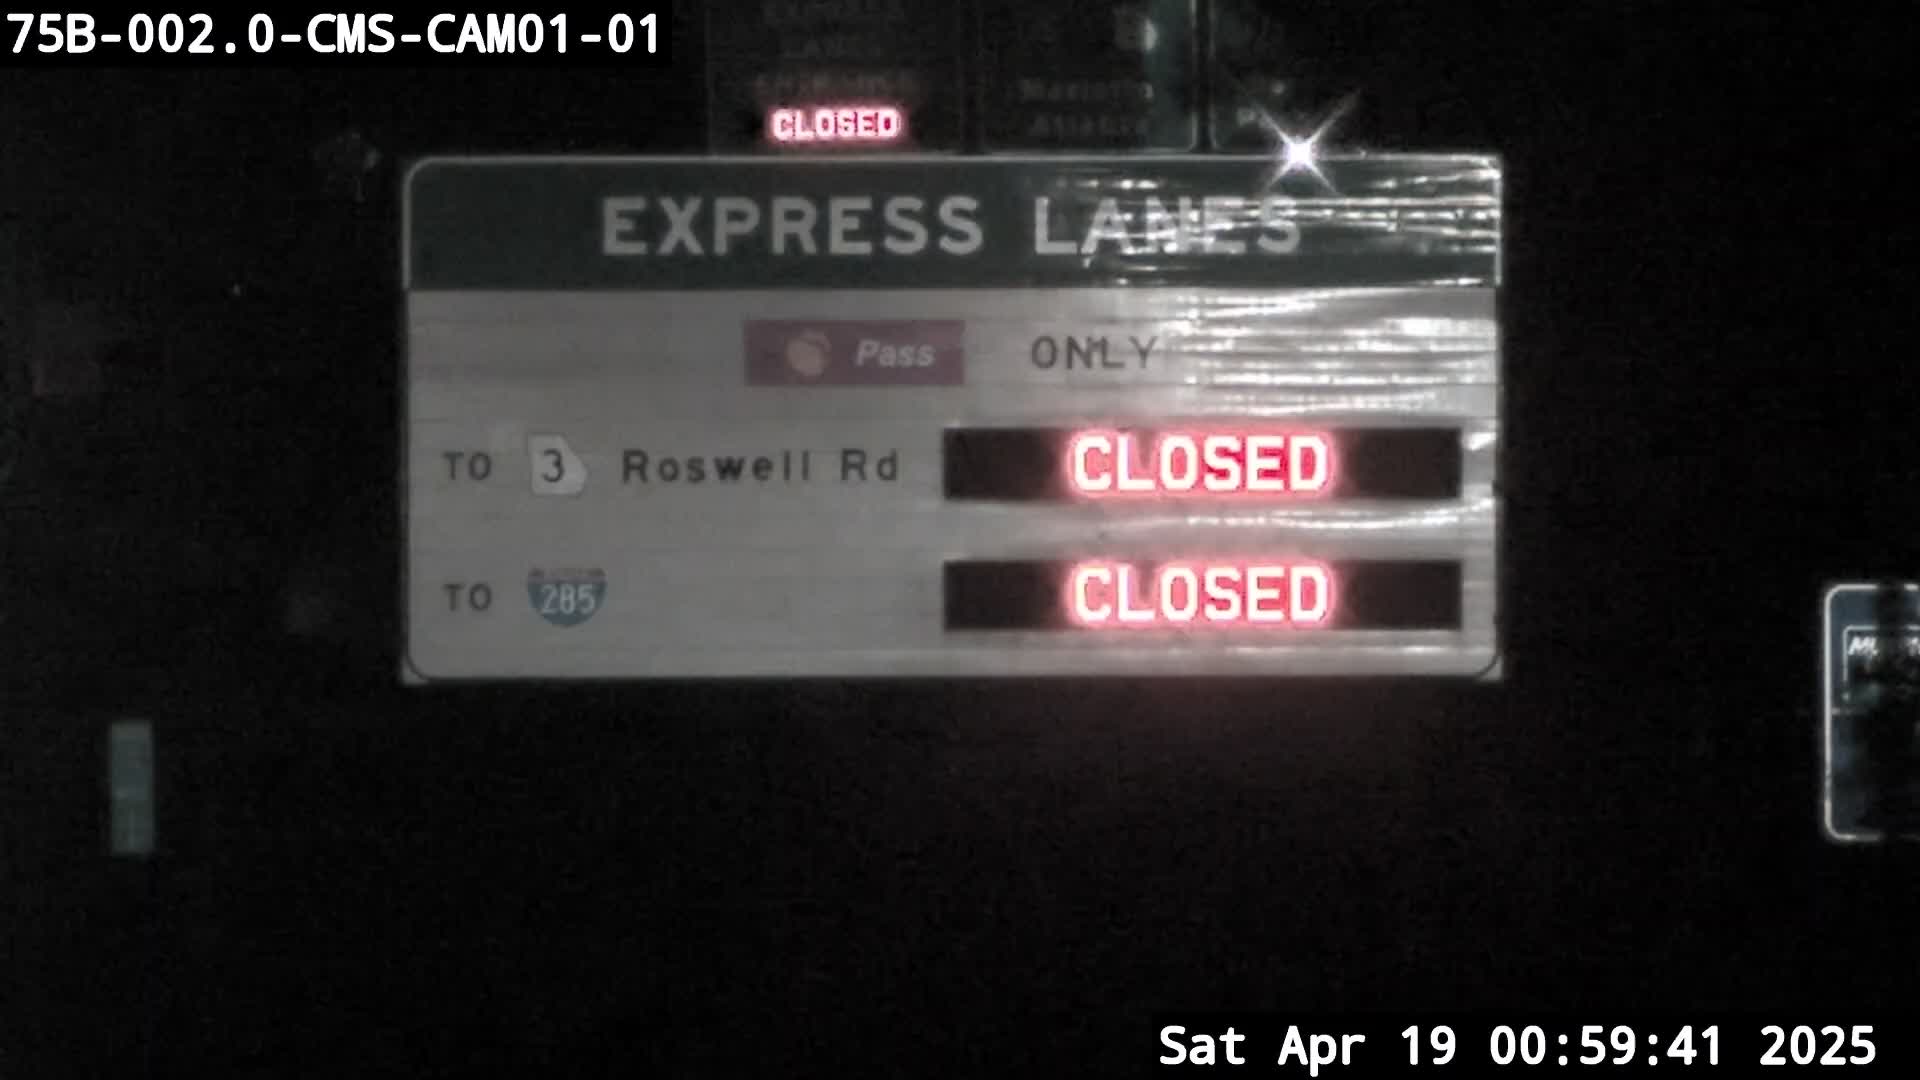 75B-002.0-CMS-CAM01-01
CLOSED
EXPRESS LANES
Pass ONLY
TO 3 Roswell Rd CLOSED
TO 285 CLOSED
Sat Apr 19 00:59:41 2025